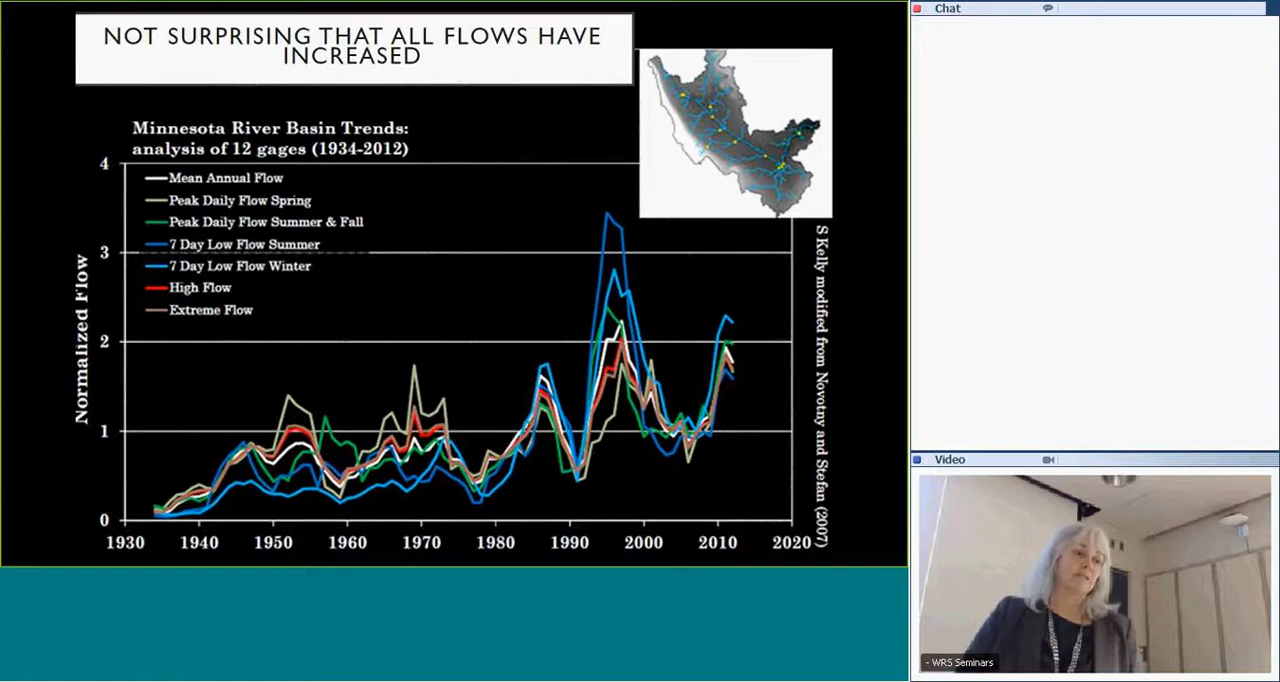 NOT SURPRISING THAT ALL FLOWS HAVE
INCREASED
Minnesota River Basin Trends:
analysis of 12 gages (1934-2012)
Mean Annual Flow
Peak Daily Flow Spring
Peak Daily Flow Summer & Fall
7 Day Low Flow Summer
7 Day Low Flow Winter
High Flow
Extreme Flow
Normalized Flow
4
3
2
1
0
1930 1940 1950 1960 1970 1980 1990 2000 2010 2020
S Kelly modified from Novotny and Stefan (2007)
Chat
Video
- WRS Seminars